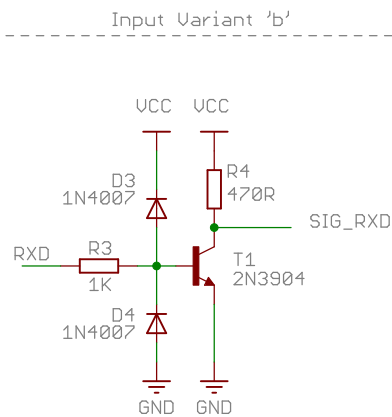 Input Variant 'b'
VCC VCC
D3
1N4007
R4
470R
SIG_RXD
RXD
R3
1K
T1
2N3904
D4
1N4007
GND GND